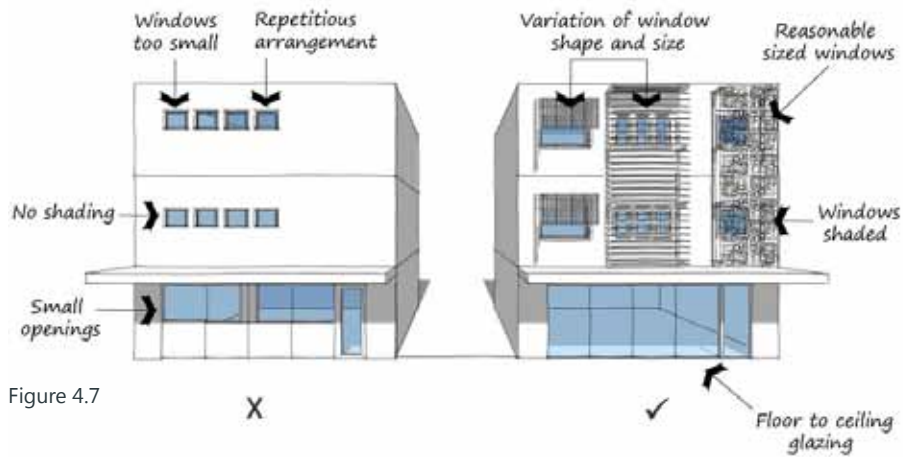 Windows
too small
Repetitious
arrangement
Variation of window
shape and size
Reasonable
sized windows
No shading
Windows
shaded
Small
openings
Figure 4.7
X
✓
Floor to ceiling
glazing